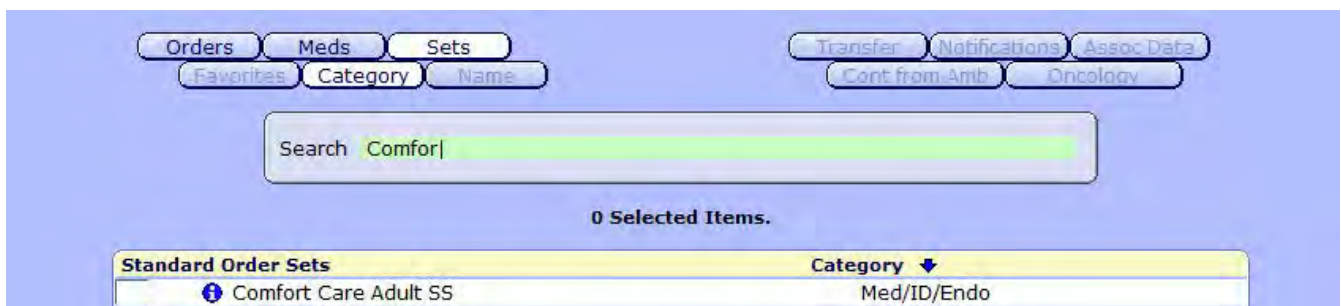 Orders Meds Sets Transfer Notifications Assoc Data
Favorites Category Name Cont from Amb Oncology
Search Comfor
0 Selected Items.
Standard Order Sets Category
Comfort Care Adult SS Med/ID/Endo